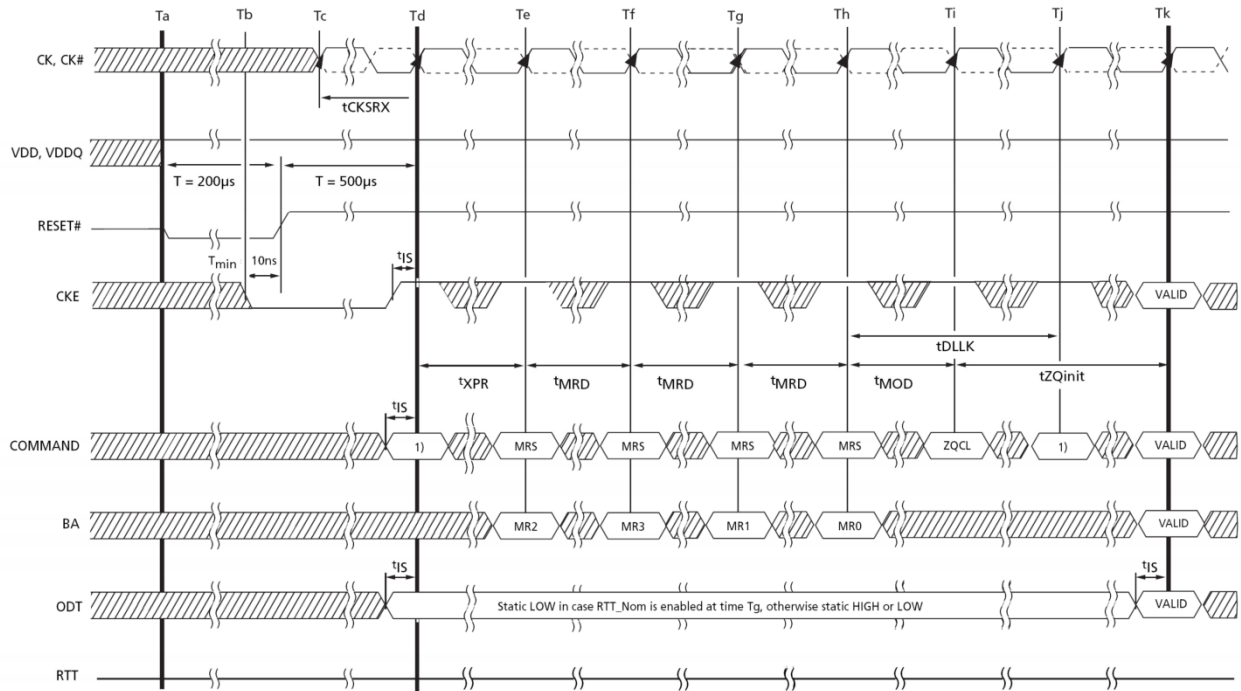 Ta Tb Tc Td Te Tf Tg Th Ti Tj Tk
CK, CK#
tCKSRX
VDD, VDDQ
T = 200µs T = 500µs
RESET#
Tmin 10ns tIS
CKE VALID
tDLLK
tXPR tMRD tMRD tMRD tMOD tZQinit
tIS
COMMAND 1) MRS MRS MRS MRS ZQCL 1) VALID
BA MR2 MR3 MR1 MR0 VALID
tIS tIS
ODT Static LOW in case RTT_Nom is enabled at time Tg, otherwise static HIGH or LOW VALID
RTT